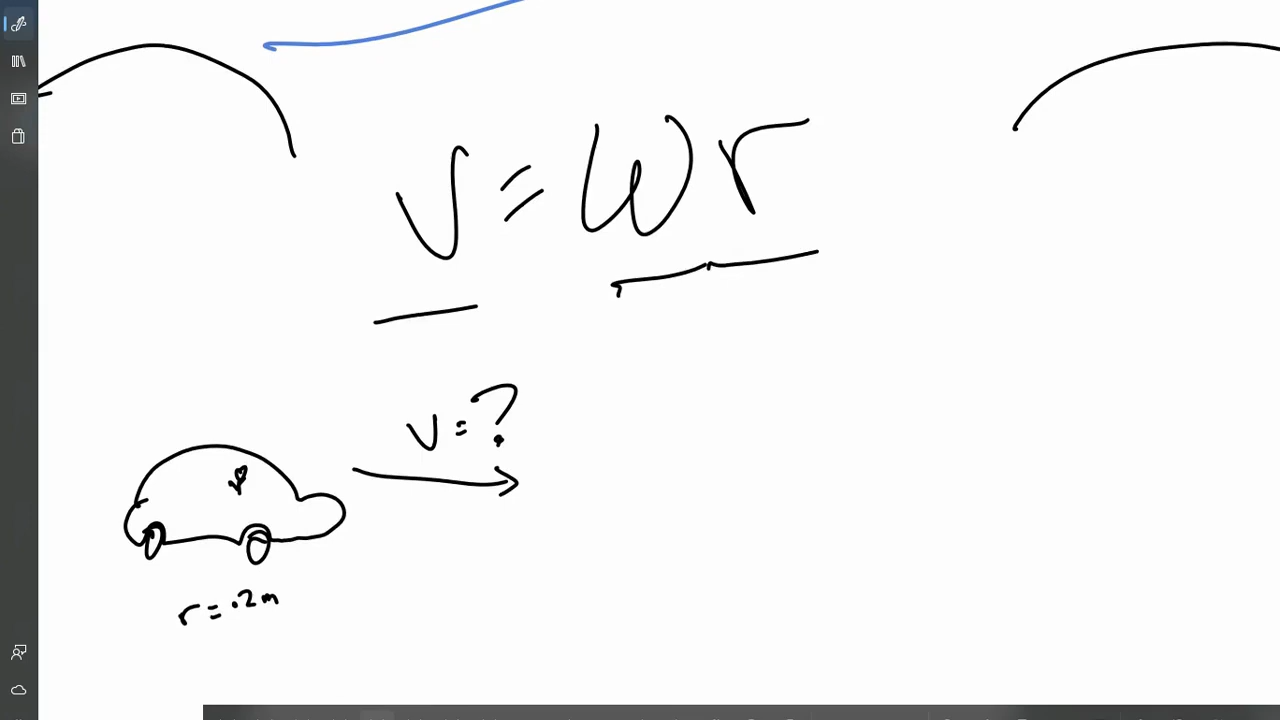 v = ωr
v = ?
r = .2m